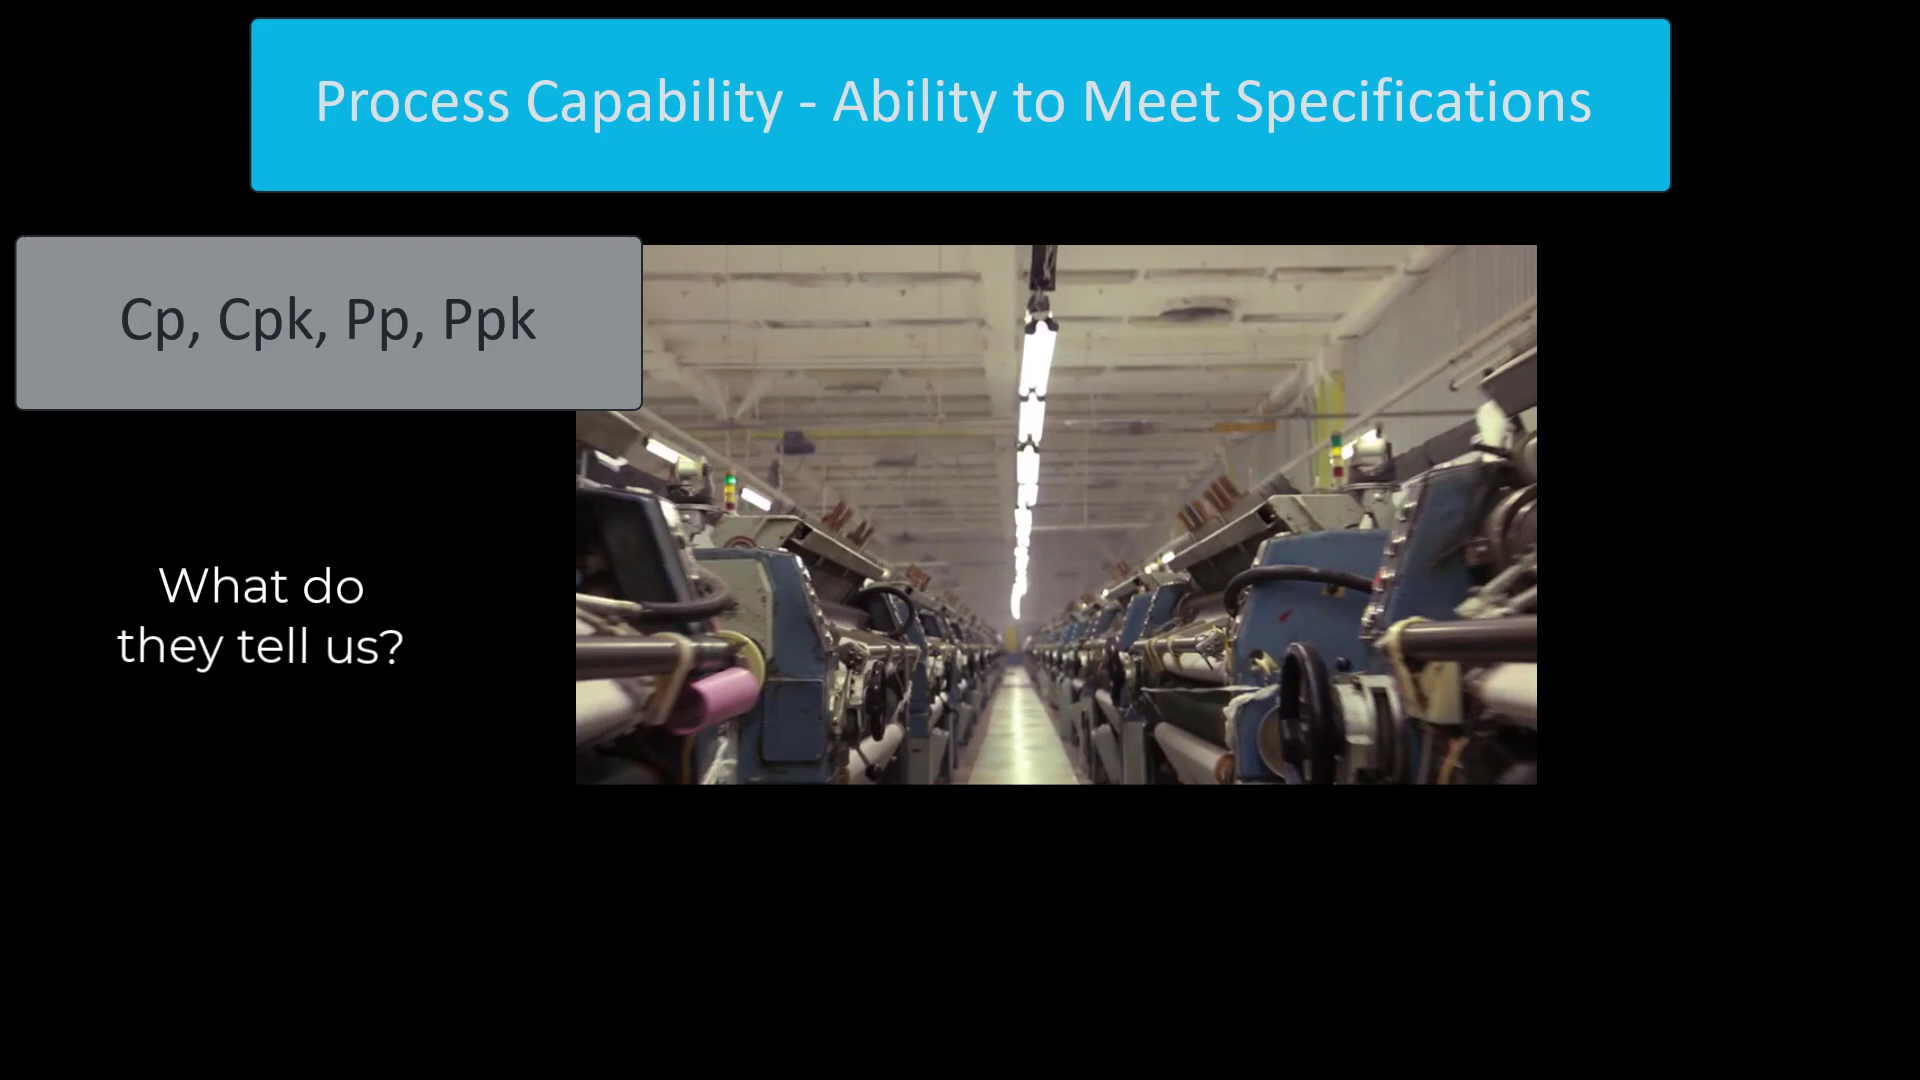 Process Capability - Ability to Meet Specifications
Cp, Cpk, Pp, Ppk
What do
they tell us?